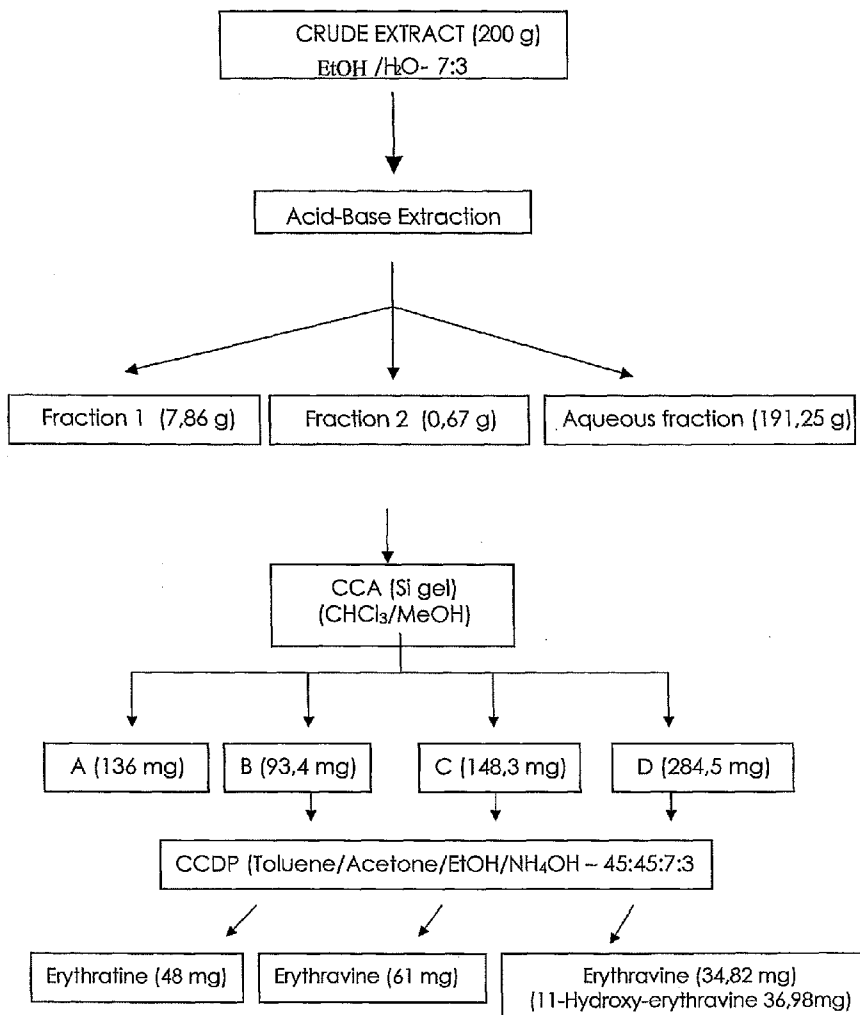 CRUDE EXTRACT (200 g)
EtOH /H2O- 7:3
Acid-Base Extraction
Fraction 1 (7,86 g)
Fraction 2 (0,67 g)
Aqueous fraction (191,25 g)
CCA (Si gel)
(CHCl3/MeOH)
A (136 mg)
B (93,4 mg)
C (148,3 mg)
D (284,5 mg)
CCDP (Toluene/Acetone/EtOH/NH4OH – 45:45:7:3
Erythratine (48 mg)
Erythravine (61 mg)
Erythravine (34,82 mg)
(11-Hydroxy-erythravine 36,98mg)